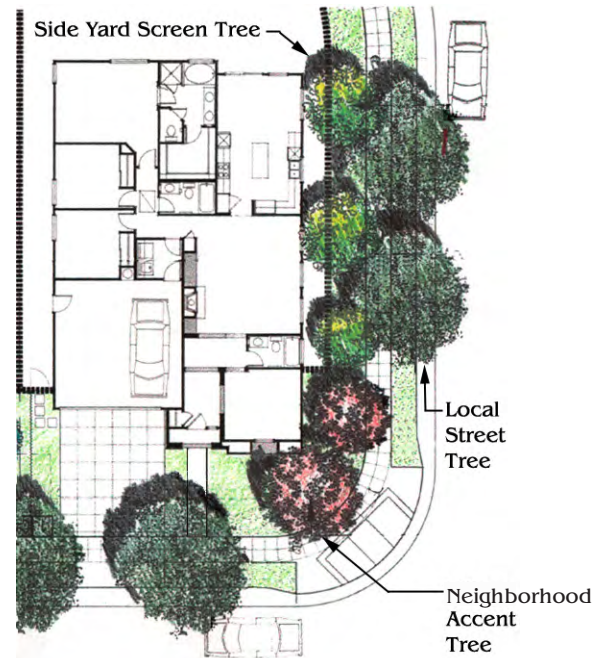 Side Yard Screen Tree
Local
Street
Tree
Neighborhood
Accent
Tree